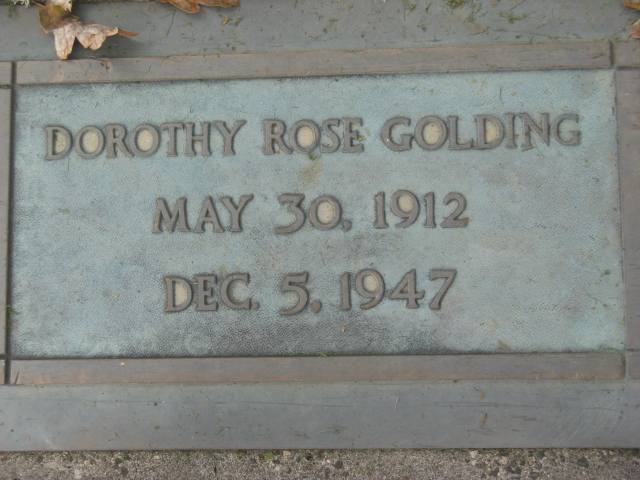 DOROTHY ROSE GOLDING
MAY 30, 1912
DEC. 5, 1947